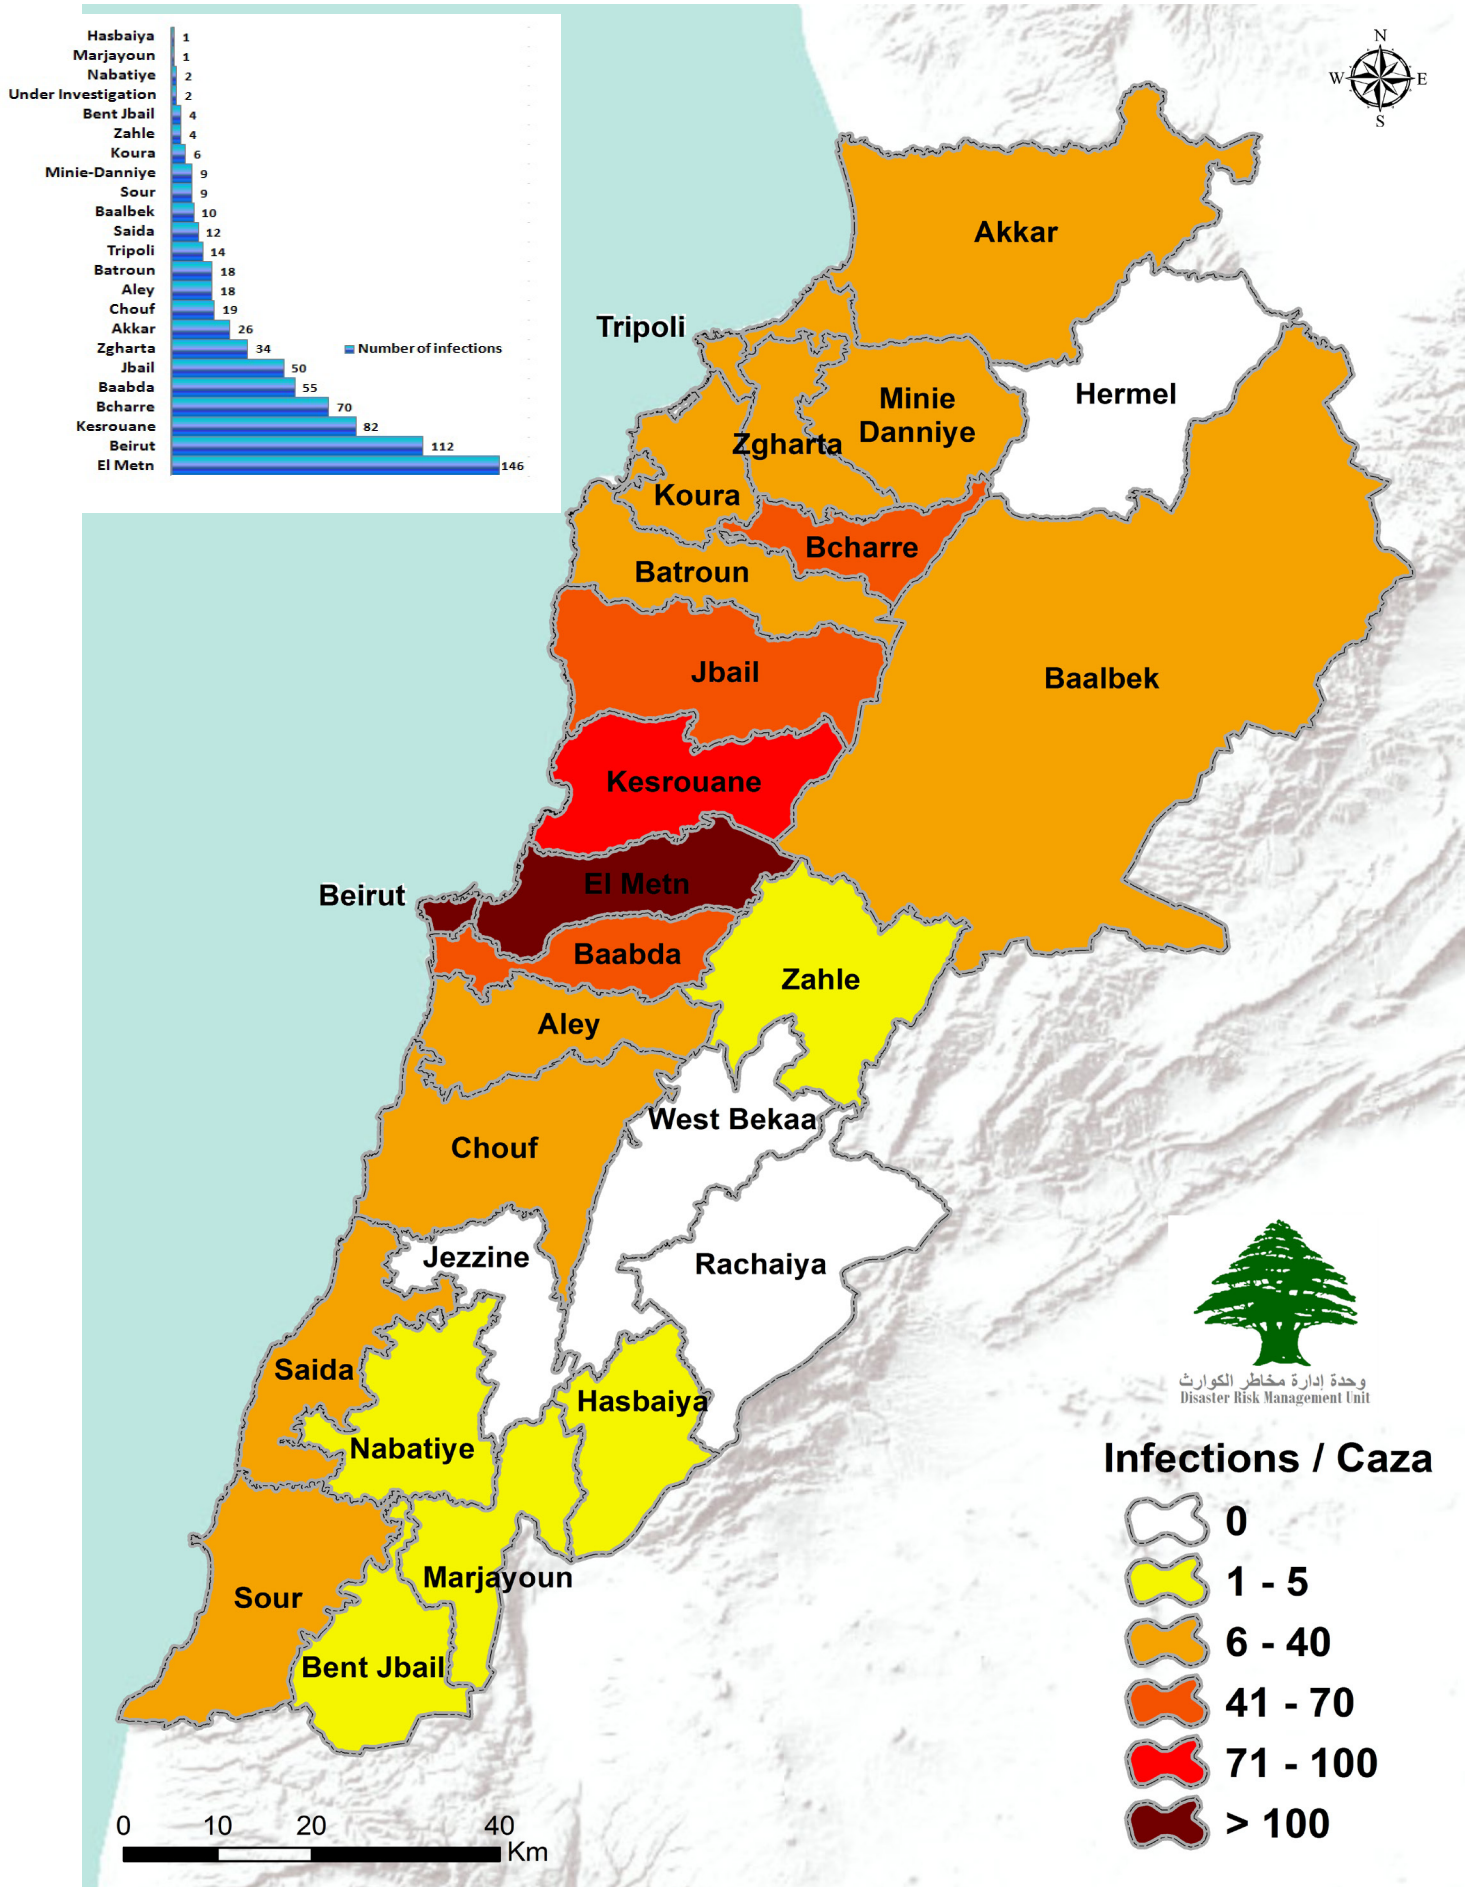 Hasbaiya 1
Marjayoun 1
Nabatiye 2
Under Investigation 2
Bent Jbail 4
Zahle 4
Koura 6
Minie-Danniye 9
Sour 9
Baalbek 10
Saida 12
Tripoli 14
Batroun 18
Aley 18
Chouf 19
Akkar 26
Zgharta 34
Jbail 50
Baabda 55
Bcharre 70
Kesrouane 82
Beirut 112
El Metn 146
Number of infections
N
W E
S
Akkar
Tripoli
Hermel
Minie
Danniye
Zgharta
Koura
Bcharre
Batroun
Jbail
Baalbek
Kesrouane
El Metn
Beirut
Baabda
Zahle
Aley
West Bekaa
Chouf
Jezzine
Rachaiya
Saida
Hasbaiya
Nabatiye
Marjayoun
Sour
Bent Jbail
وحدة إدارة مخاطر الكوارث
Disaster Risk Management Unit
Infections / Caza
0
1 - 5
6 - 40
41 - 70
71 - 100
> 100
0 20 40
10
Km